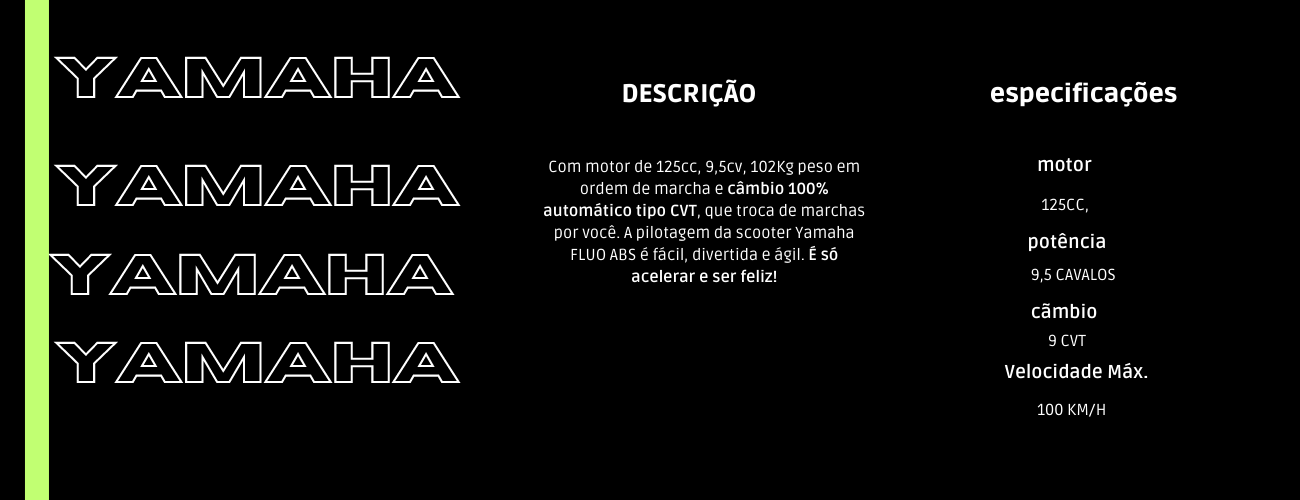 YAMAHA
YAMAHA
YAMAHA
YAMAHA
DESCRIÇÃO
Com motor de 125cc, 9,5cv, 102Kg peso em
ordem de marcha e câmbio 100%
automático tipo CVT, que troca de marchas
por você. A pilotagem da scooter Yamaha
FLUO ABS é fácil, divertida e ágil. É só
acelerar e ser feliz!
especificações
motor
125CC,
potência
9,5 CAVALOS
cãmbio
9 CVT
Velocidade Máx.
100 KM/H